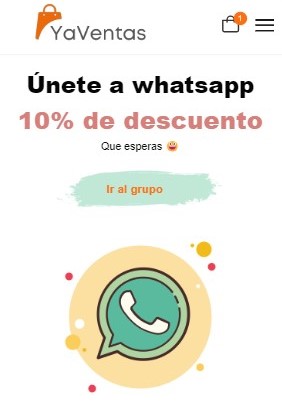 YaVentas
1
Únete a whatsapp
10% de descuento
Que esperas
Ir al grupo